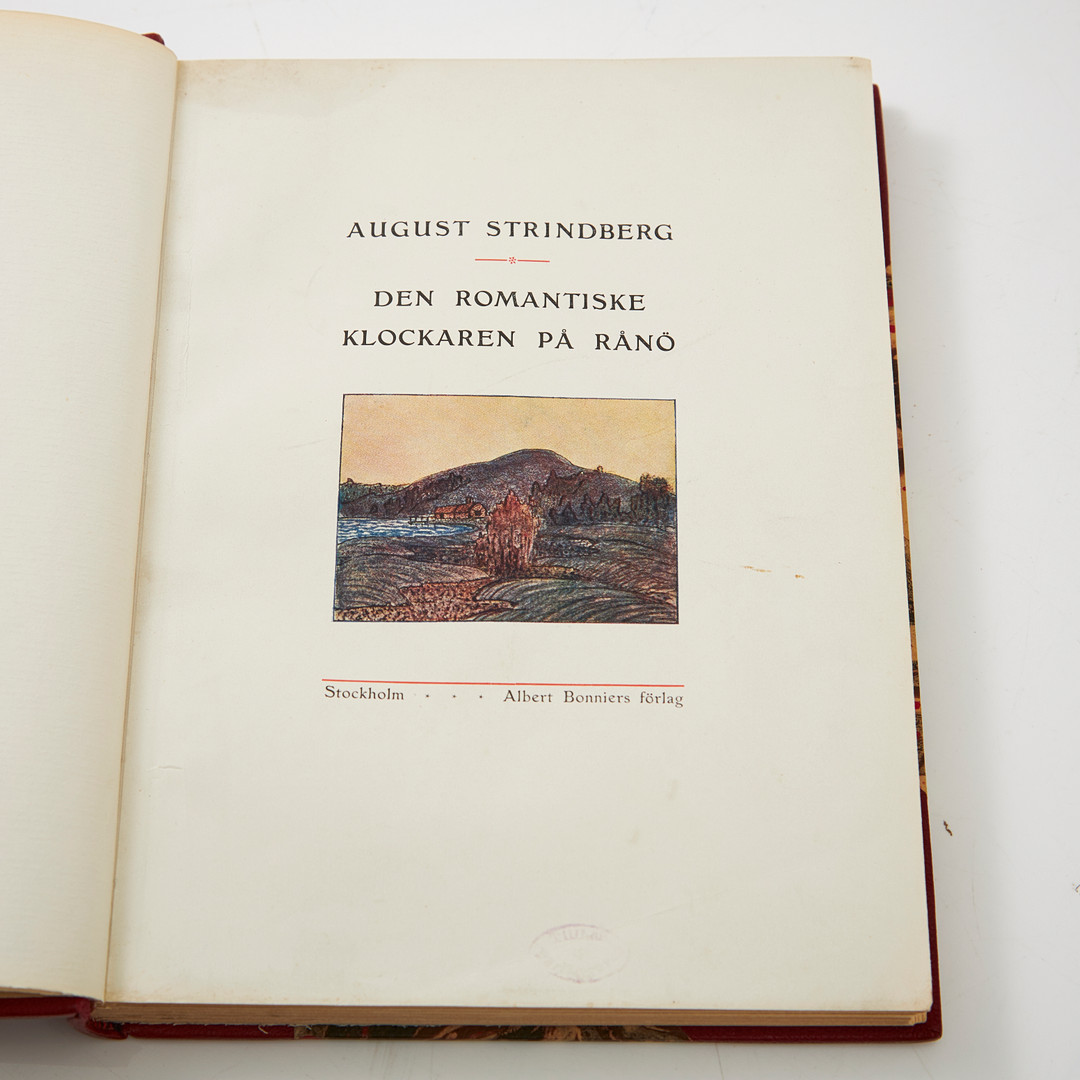 AUGUST STRINDBERG
DEN ROMANTISKE
KLOCKAREN PÅ RÅNÖ
Stockholm · · · Albert Bonniers förlag